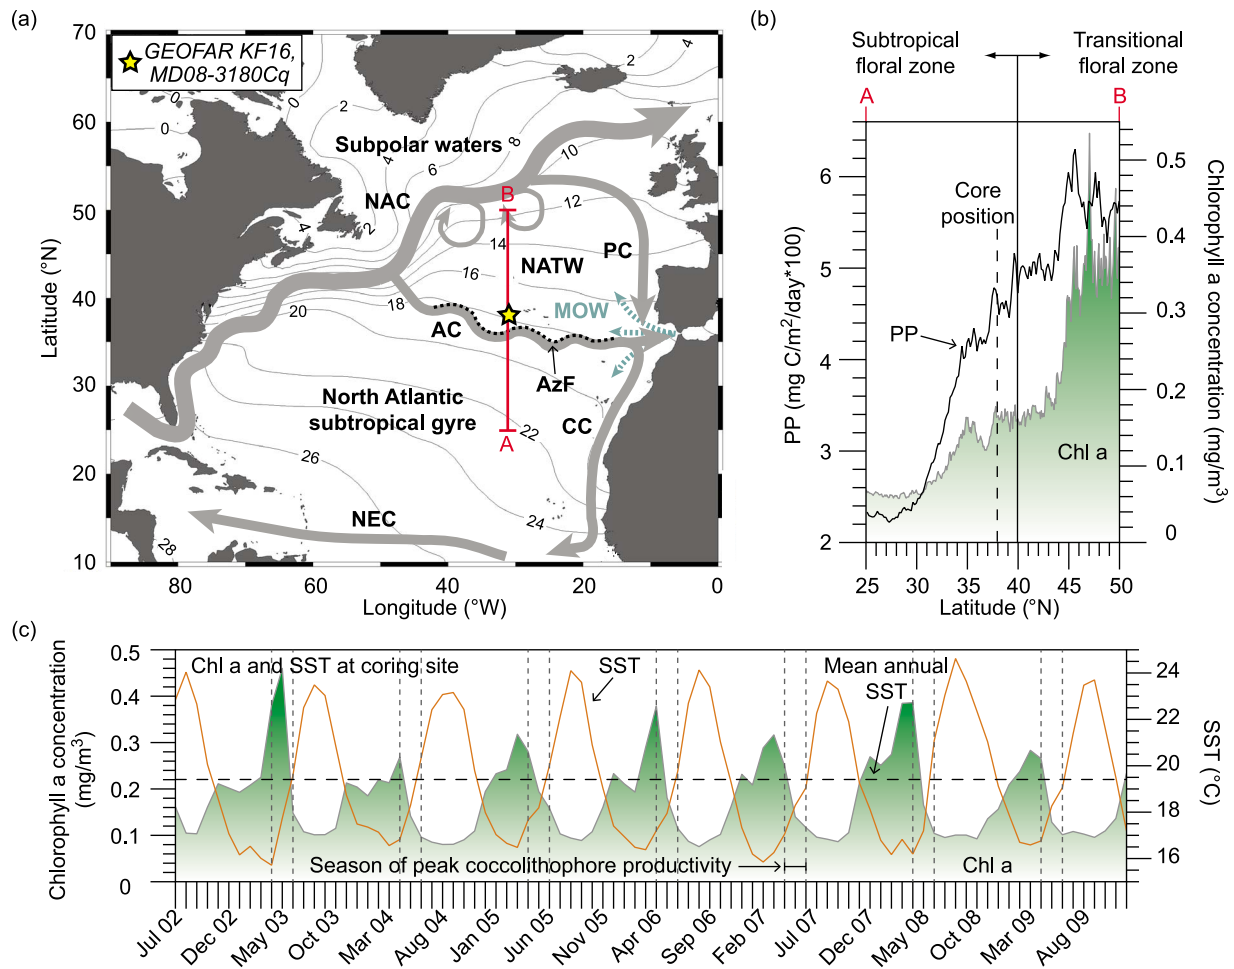 (a)
70
60
50
40
30
20
10
Latitude (°N)
GEOFAR KF16,
MD08-3180Cq
0
0
0
2
4
2
4
6
8
10
12
14
16
18
20
22
24
26
28
2
4
Subpolar waters
NAC
B
PC
NATW
MOW
AC
AzF
North Atlantic
subtropical gyre
CC
A
NEC
80
60
40
20
0
Longitude (°W)
(b)
Subtropical
floral zone
Transitional
floral zone
A
B
Core
position
PP
Chl a
6
5
4
3
2
PP (mg C/m²/day*100)
0.5
0.4
0.3
0.2
0.1
0
Chlorophyll a concentration (mg/m³)
25
30
35
40
45
50
Latitude (°N)
(c)
Chlorophyll a concentration
(mg/m³)
0.5
0.4
0.3
0.2
0.1
0
Chl a and SST at coring site
SST
Mean annual
SST
Season of peak coccolithophore productivity
Chl a
24
22
20
18
16
SST (°C)
Jul 02
Dec 02
May 03
Oct 03
Mar 04
Aug 04
Jan 05
Jun 05
Nov 05
Apr 06
Sep 06
Feb 07
Jul 07
Dec 07
May 08
Oct 08
Mar 09
Aug 09